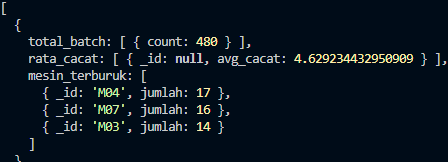 [
  {
    total_batch: [ { count: 480 } ],
    rata_cacat: [ { _id: null, avg_cacat: 4.629234432950909 } ],
    mesin_terburuk: [
      { _id: 'M04', jumlah: 17 },
      { _id: 'M07', jumlah: 16 },
      { _id: 'M03', jumlah: 14 }
    ]
  }